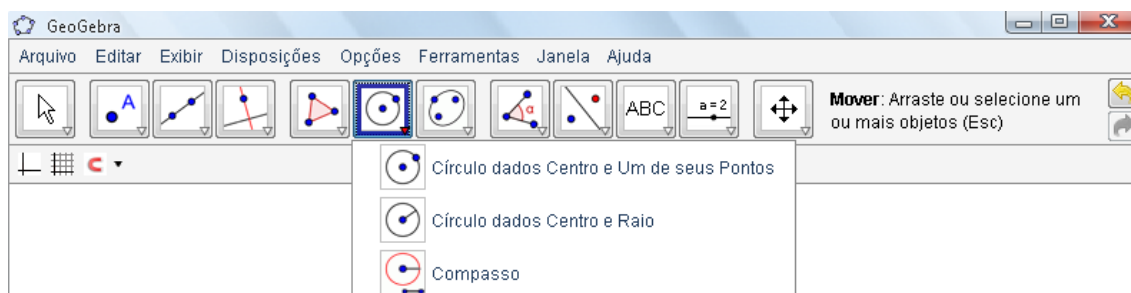 GeoGebra
Arquivo Editar Exibir Disposições Opções Ferramentas Janela Ajuda
A
α
ABC
a=2
Mover: Arraste ou selecione um
ou mais objetos (Esc)
Círculo dados Centro e Um de seus Pontos
Círculo dados Centro e Raio
Compasso